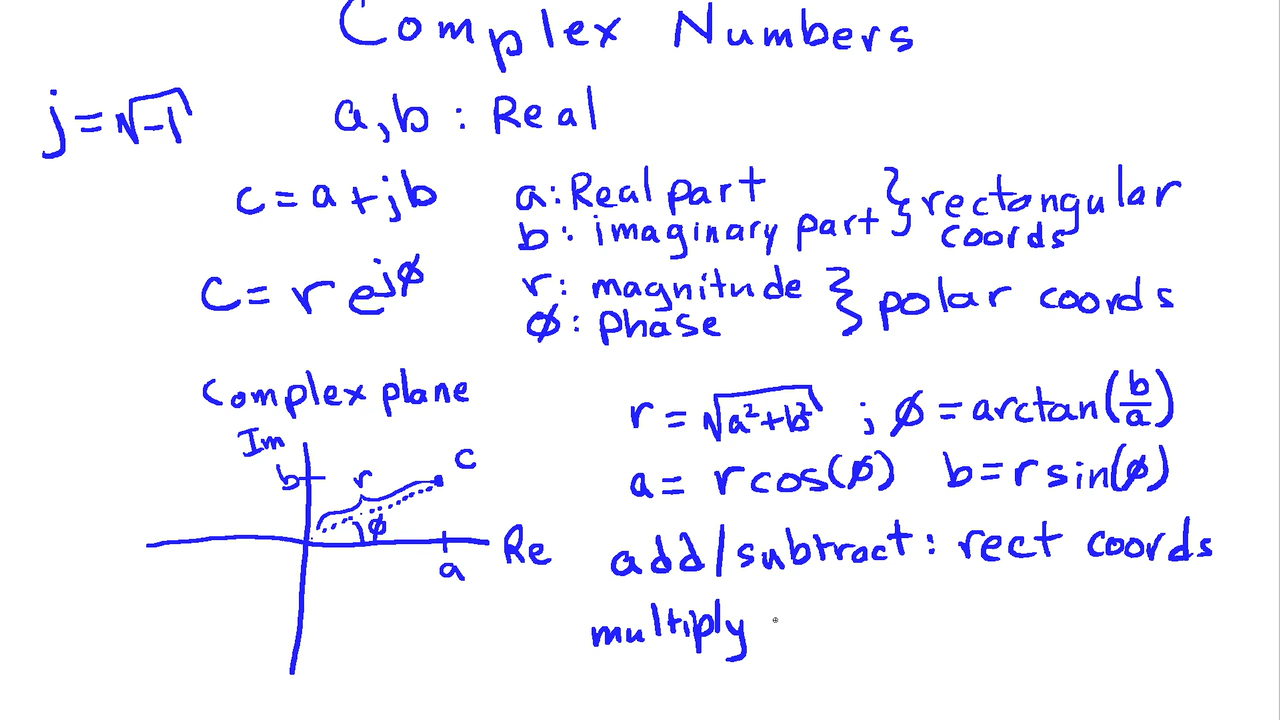 Complex Numbers
j = √-1 a, b : Real
c = a + jb a: Real part } rectangular coords
b: imaginary part
c = r e^jϕ r: magnitude } polar coords
ϕ: phase
Complex plane
r = √a²+b² ; ϕ = arctan(b/a)
Im
b r c
a = r cos(ϕ) b = r sin(ϕ)
ϕ
Re
a
add/subtract: rect coords
multiply